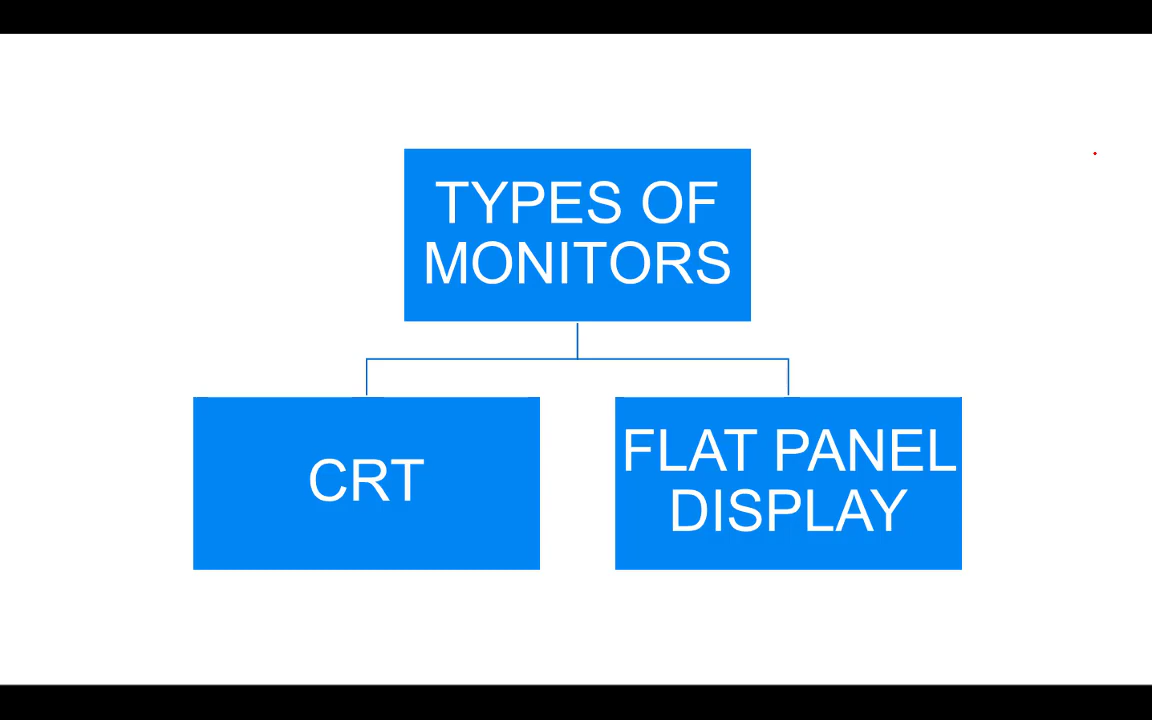 TYPES OF
MONITORS
CRT
FLAT PANEL
DISPLAY